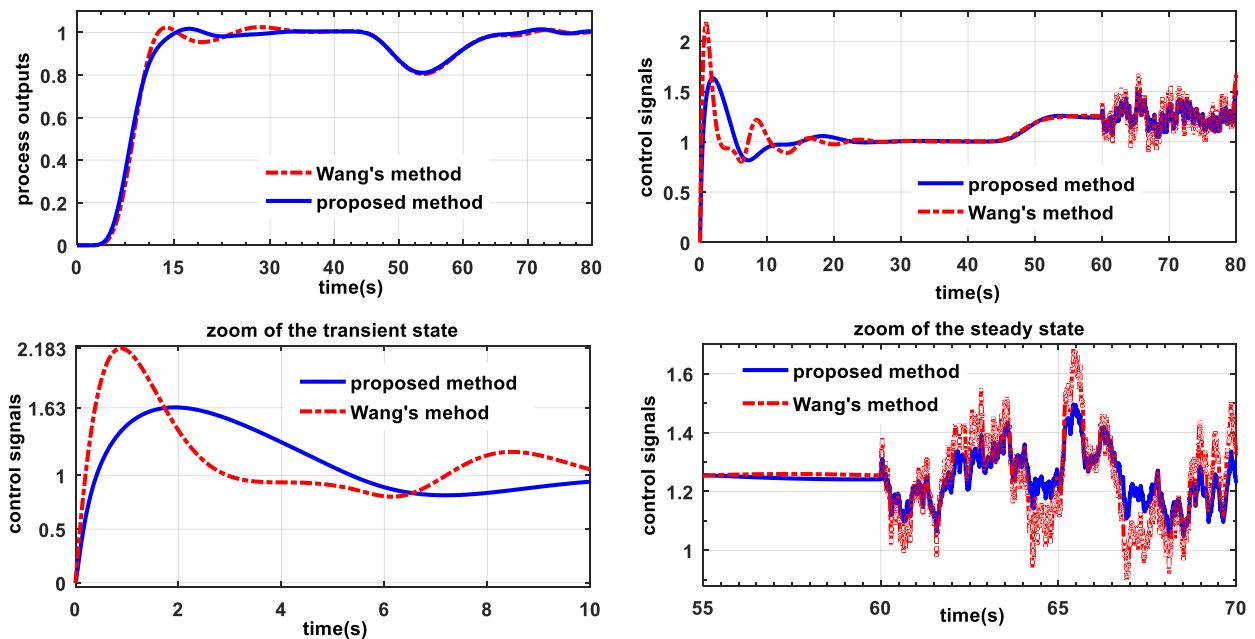 process outputs
1
0.8
0.6
0.4
0.2
0
Wang's method
proposed method
0 15 30 40 50 60 70 80
time(s)
control signals
2
1.5
1
0.5
0
proposed method
Wang's method
0 10 20 30 40 50 60 70 80
time(s)
zoom of the transient state
control signals
2.183
1.63
1
0.5
0
proposed method
Wang's mehod
0 2 4 6 8 10
time(s)
zoom of the steady state
control signals
1.6
1.4
1.2
1
proposed method
Wang's method
55 60 65 70
time(s)